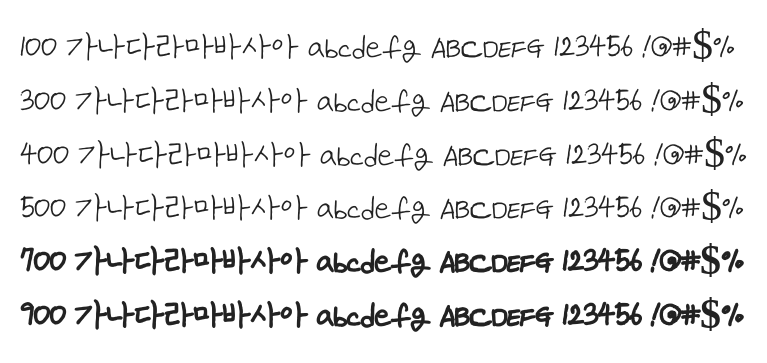 100 가나다라마바사아 abcdefg ABCDEFG 123456 !@#$%
300 가나다라마바사아 abcdefg ABCDEFG 123456 !@#$%
400 가나다라마바사아 abcdefg ABCDEFG 123456 !@#$%
500 가나다라마바사아 abcdefg ABCDEFG 123456 !@#$%
700 가나다라마바사아 abcdefg ABCDEFG 123456 !@#$%
900 가나다라마바사아 abcdefg ABCDEFG 123456 !@#$%